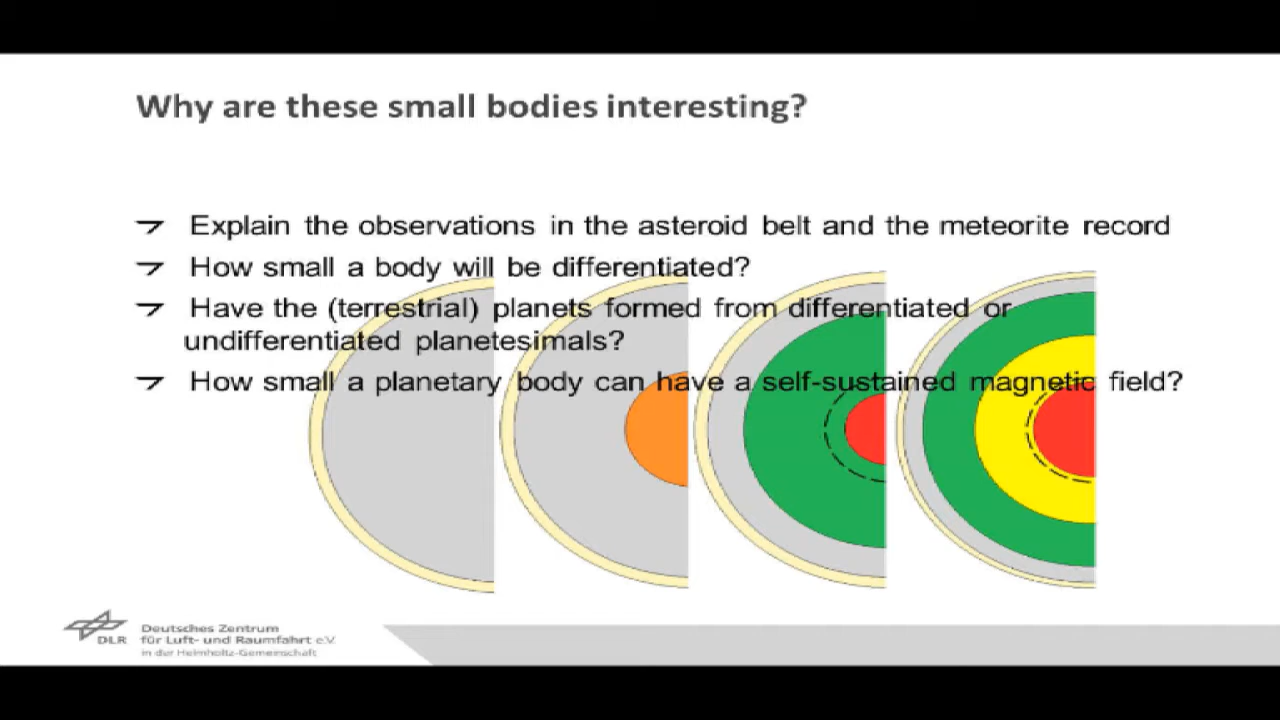 Why are these small bodies interesting?
Explain the observations in the asteroid belt and the meteorite record
How small a body will be differentiated?
Have the (terrestrial) planets formed from differentiated or
undifferentiated planetesimals?
How small a planetary body can have a self-sustained magnetic field?
DLR
Deutsches Zentrum
für Luft- und Raumfahrt e.V.
in der Helmholtz-Gemeinschaft